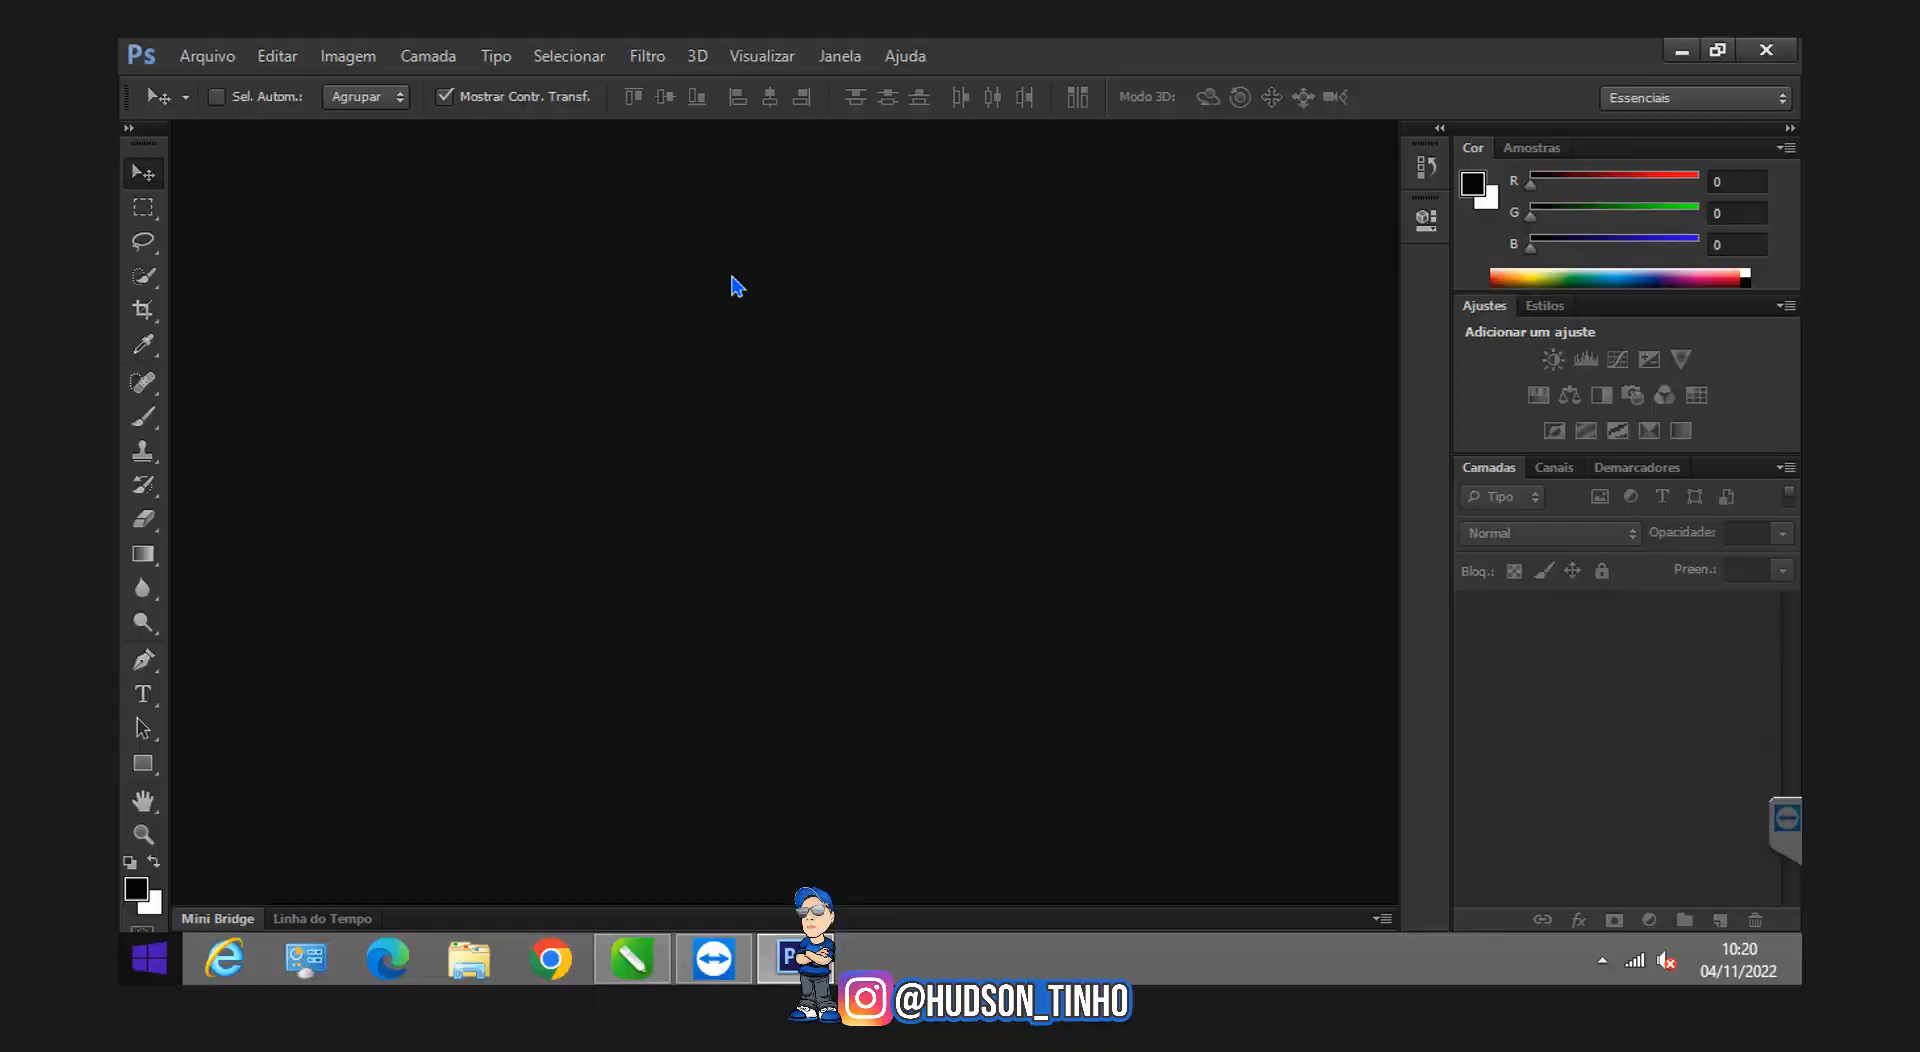 Ps Arquivo Editar Imagem Camada Tipo Selecionar Filtro 3D Visualizar Janela Ajuda
Sel. Autom.: Agrupar Mostrar Contr. Transf. Modo 3D: Essenciais
Cor Amostras
R 0
G 0
B 0
Ajustes Estilos
Adicionar um ajuste
Camadas Canais Demarcadores
Tipo
Normal Opacidade:
Bloq.: Preen.:
Mini Bridge Linha do Tempo
10:20
04/11/2022
@HUDSON_TINHO